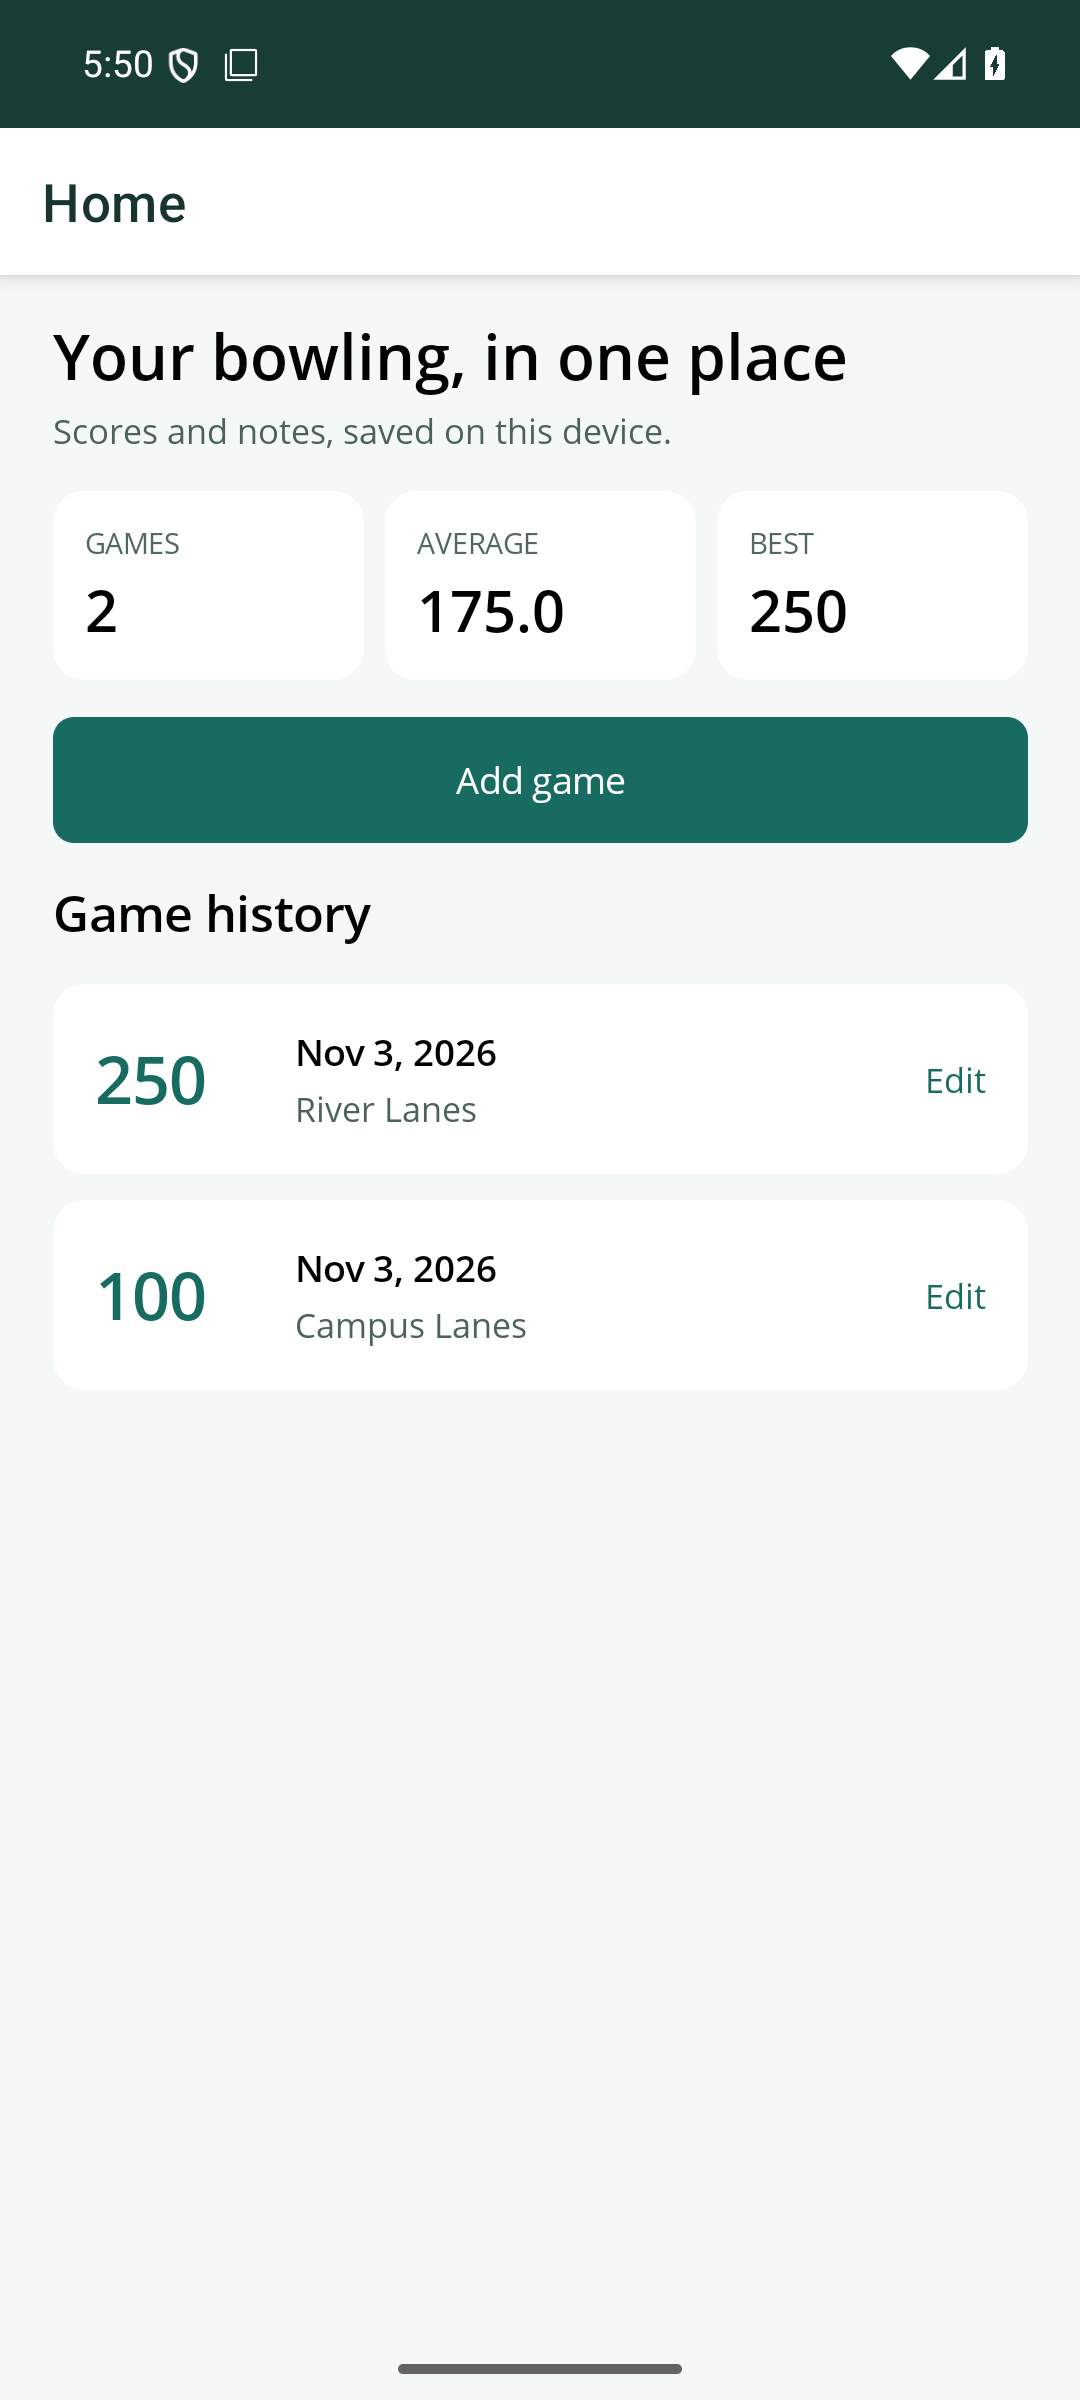 5:50
Home
Your bowling, in one place
Scores and notes, saved on this device.
GAMES
2
AVERAGE
175.0
BEST
250
Add game
Game history
250
Nov 3, 2026
River Lanes
Edit
100
Nov 3, 2026
Campus Lanes
Edit